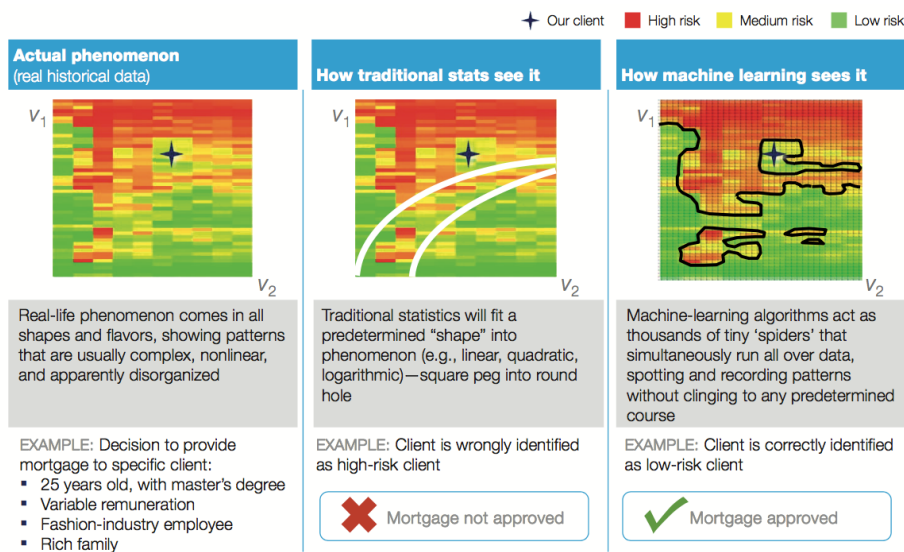 Our client High risk Medium risk Low risk
Actual phenomenon
(real historical data)
V1
V2
Real-life phenomenon comes in all
shapes and flavors, showing patterns
that are usually complex, nonlinear,
and apparently disorganized
EXAMPLE: Decision to provide
mortgage to specific client:
▪ 25 years old, with master’s degree
▪ Variable remuneration
▪ Fashion-industry employee
▪ Rich family
How traditional stats see it
V1
V2
Traditional statistics will fit a
predetermined “shape” into
phenomenon (e.g., linear, quadratic,
logarithmic)—square peg into round
hole
EXAMPLE: Client is wrongly identified
as high-risk client
Mortgage not approved
How machine learning sees it
V1
V2
Machine-learning algorithms act as
thousands of tiny ‘spiders’ that
simultaneously run all over data,
spotting and recording patterns
without clinging to any predetermined
course
EXAMPLE: Client is correctly identified
as low-risk client
Mortgage approved